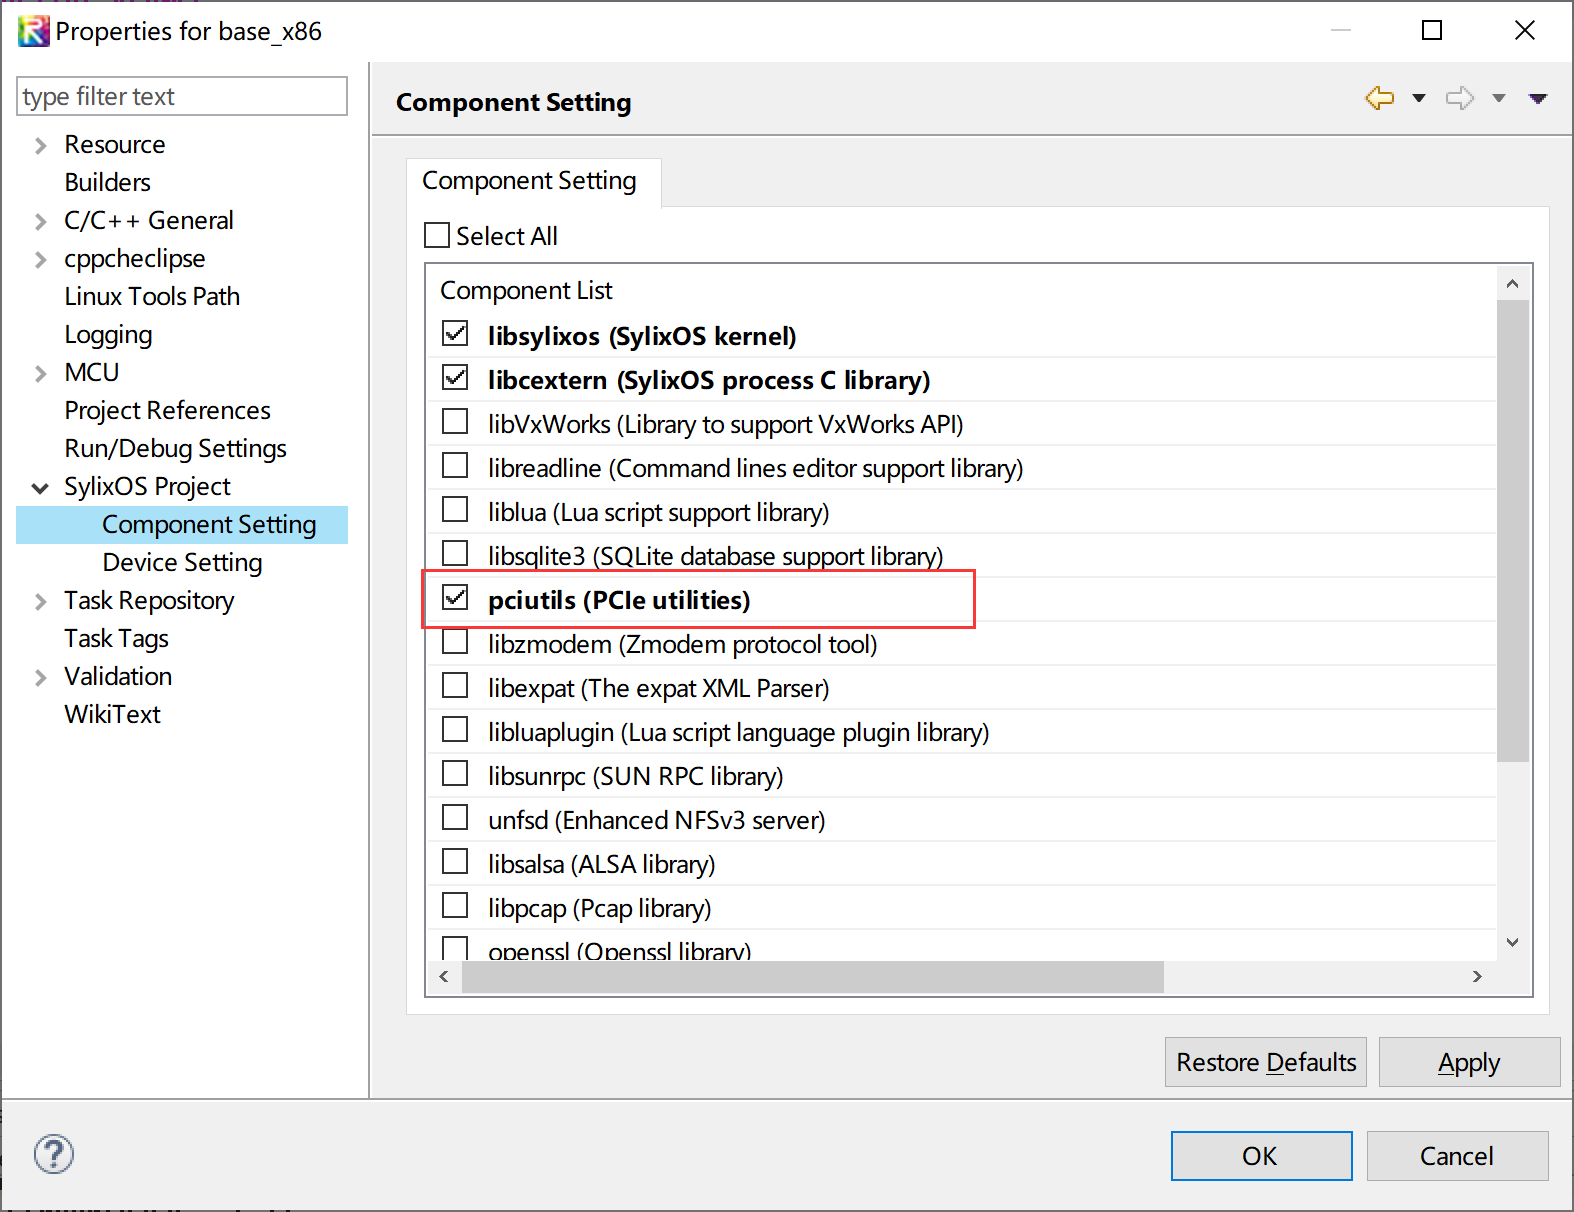 Properties for base_x86
type filter text
Resource
Builders
C/C++ General
cppcheclipse
Linux Tools Path
Logging
MCU
Project References
Run/Debug Settings
SylixOS Project
Component Setting
Device Setting
Task Repository
Task Tags
Validation
WikiText
Component Setting
Component Setting
Select All
Component List
libsylixos (SylixOS kernel)
libcextern (SylixOS process C library)
libVxWorks (Library to support VxWorks API)
libreadline (Command lines editor support library)
liblua (Lua script support library)
libsqlite3 (SQLite database support library)
pciutils (PCIe utilities)
libzmodem (Zmodem protocol tool)
libexpat (The expat XML Parser)
libluaplugin (Lua script language plugin library)
libsunrpc (SUN RPC library)
unfsd (Enhanced NFSv3 server)
libsalsa (ALSA library)
libpcap (Pcap library)
openssl (Openssl library)
Restore Defaults
Apply
OK
Cancel